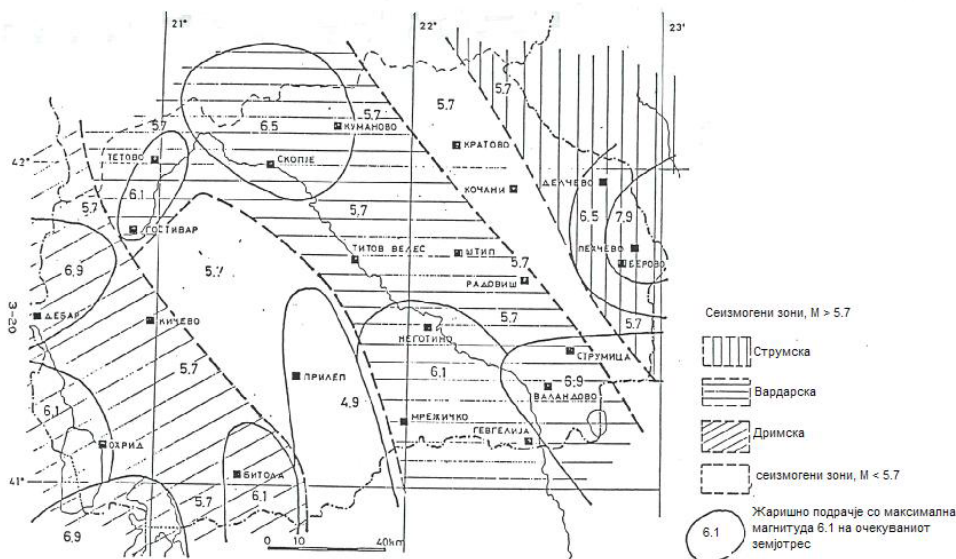 21°
22
23'
5.7
5.7
5.7
6.5
КУМАНОВО
5.7
КРАТОВО
42°
ТЕТОВО
СКОПЈЕ
КОЧАНИ
ДЕЛЧЕВО
6.1
5.7
5.7
6.5
7.9
ГОСТИВАР
ТИТОВ ВЕЛЕС
ШТИП
ПЕХЧЕВО
БЕРОВО
6.9
5.7
РАДОВИШ
3-20
ДЕБАР
КИЧЕВО
НЕГОТИНО
5.7
5.7
СТРУМИЦА
5.7
ПРИЛЕП
6.1
6.9
ВАЛАНДОВО
6.1
4.9
МРЕЖИЧКО
ОХРИД
ГЕВГЕЛИЈА
41°
БИТОЛА
5.7
6.1
6.9
0 10 40km
Сеизмогени зони, М > 5.7
Струмска
Вардарска
Дримска
сеизмогени зони, М < 5.7
6.1
Жаришно подрачје со максимална
магнитуда 6.1 на очекуваниот
земјотрес